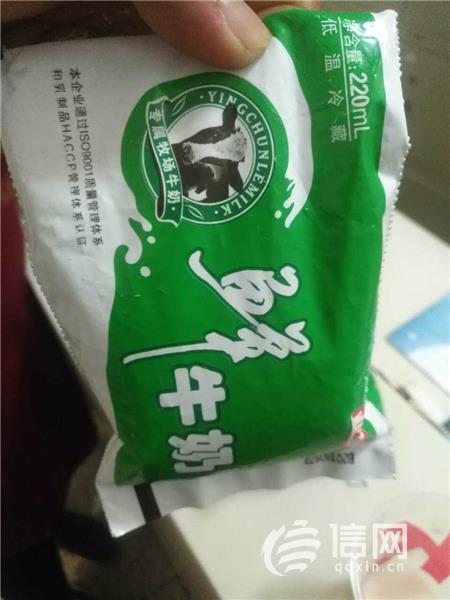 净含量:220mL
低温冷藏
·YINGCHUNLEMILK·
专属牧场牛奶
本企业通过ISO9001质量管理体系
和乳制品HACCP管理体系认证
鲜
牛奶
信网
qdxin.cn